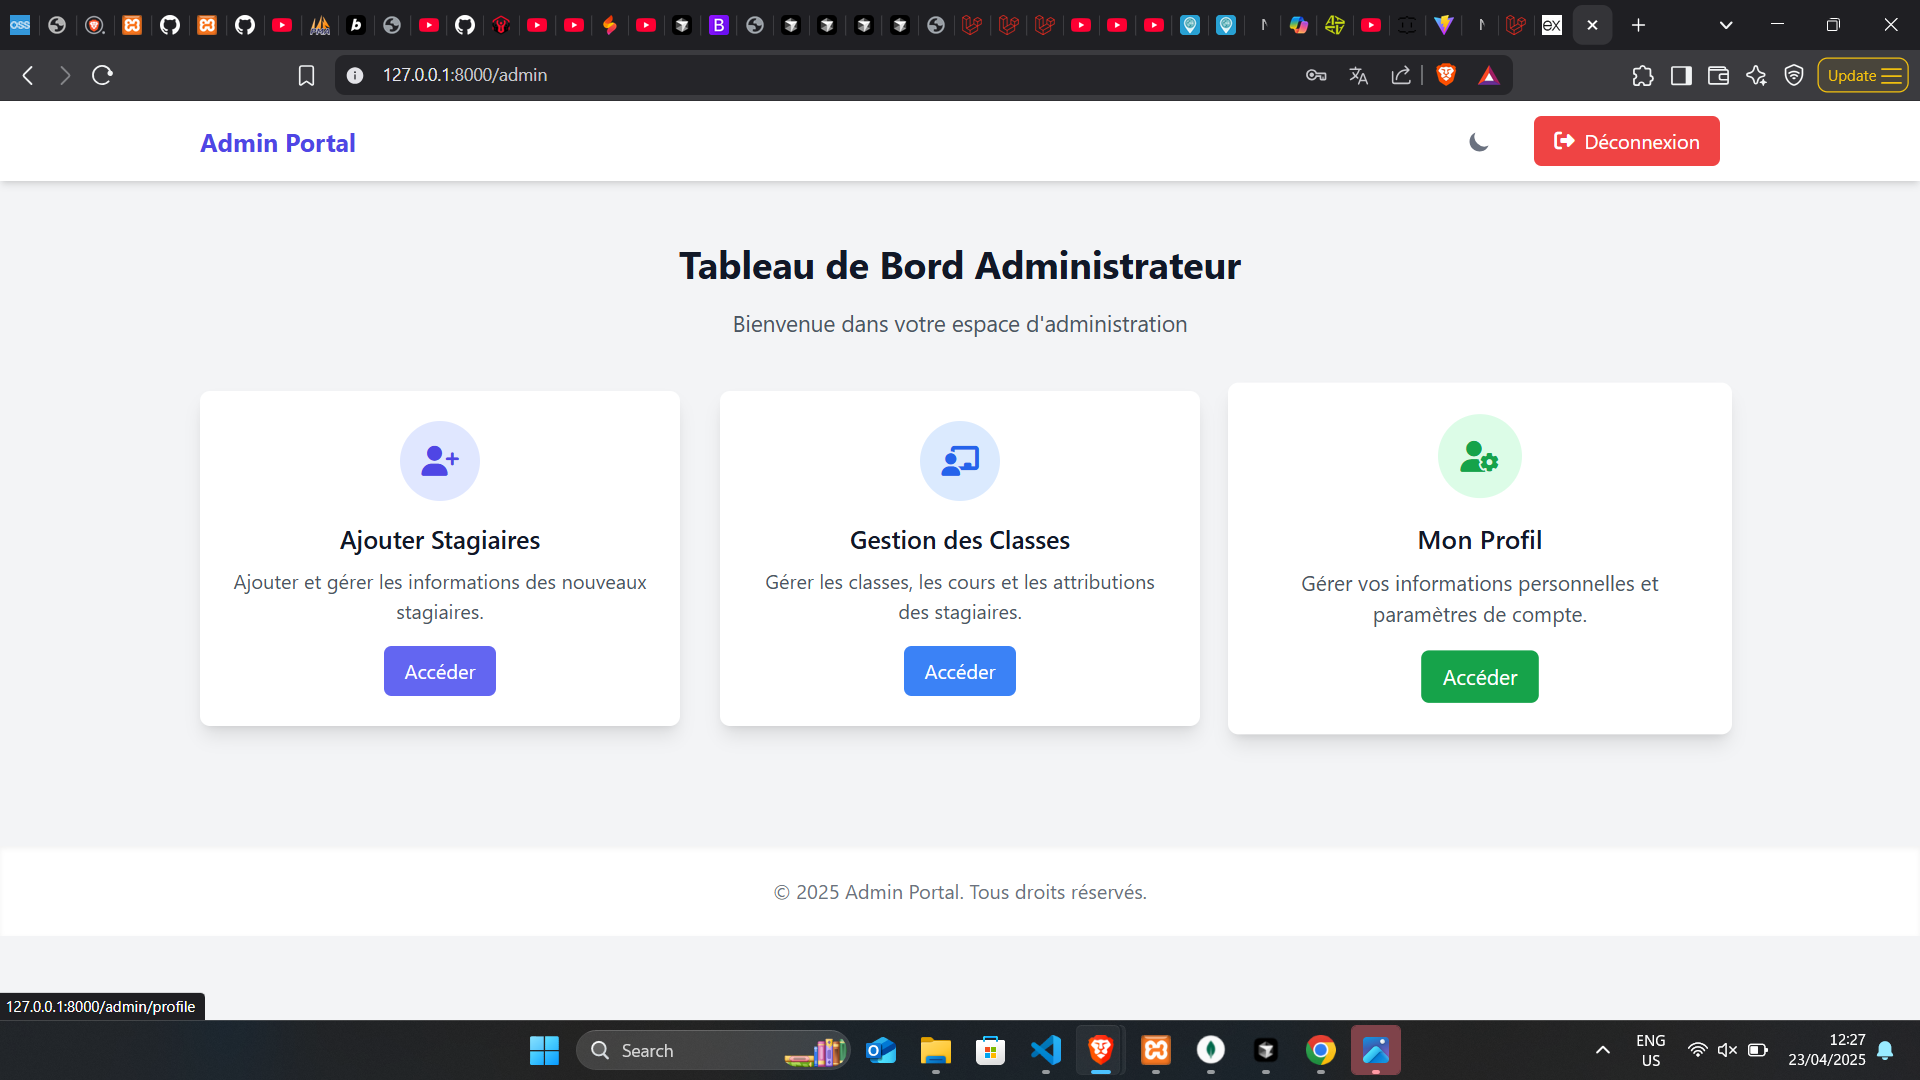 OSS
B
ex
127.0.0.1:8000/admin
Update
Admin Portal
Déconnexion
Tableau de Bord Administrateur
Bienvenue dans votre espace d'administration
Ajouter Stagiaires
Ajouter et gérer les informations des nouveaux
stagiaires.
Accéder
Gestion des Classes
Gérer les classes, les cours et les attributions
des stagiaires.
Accéder
Mon Profil
Gérer vos informations personnelles et
paramètres de compte.
Accéder
© 2025 Admin Portal. Tous droits réservés.
127.0.0.1:8000/admin/profile
Search
ENG
US
12:27
23/04/2025